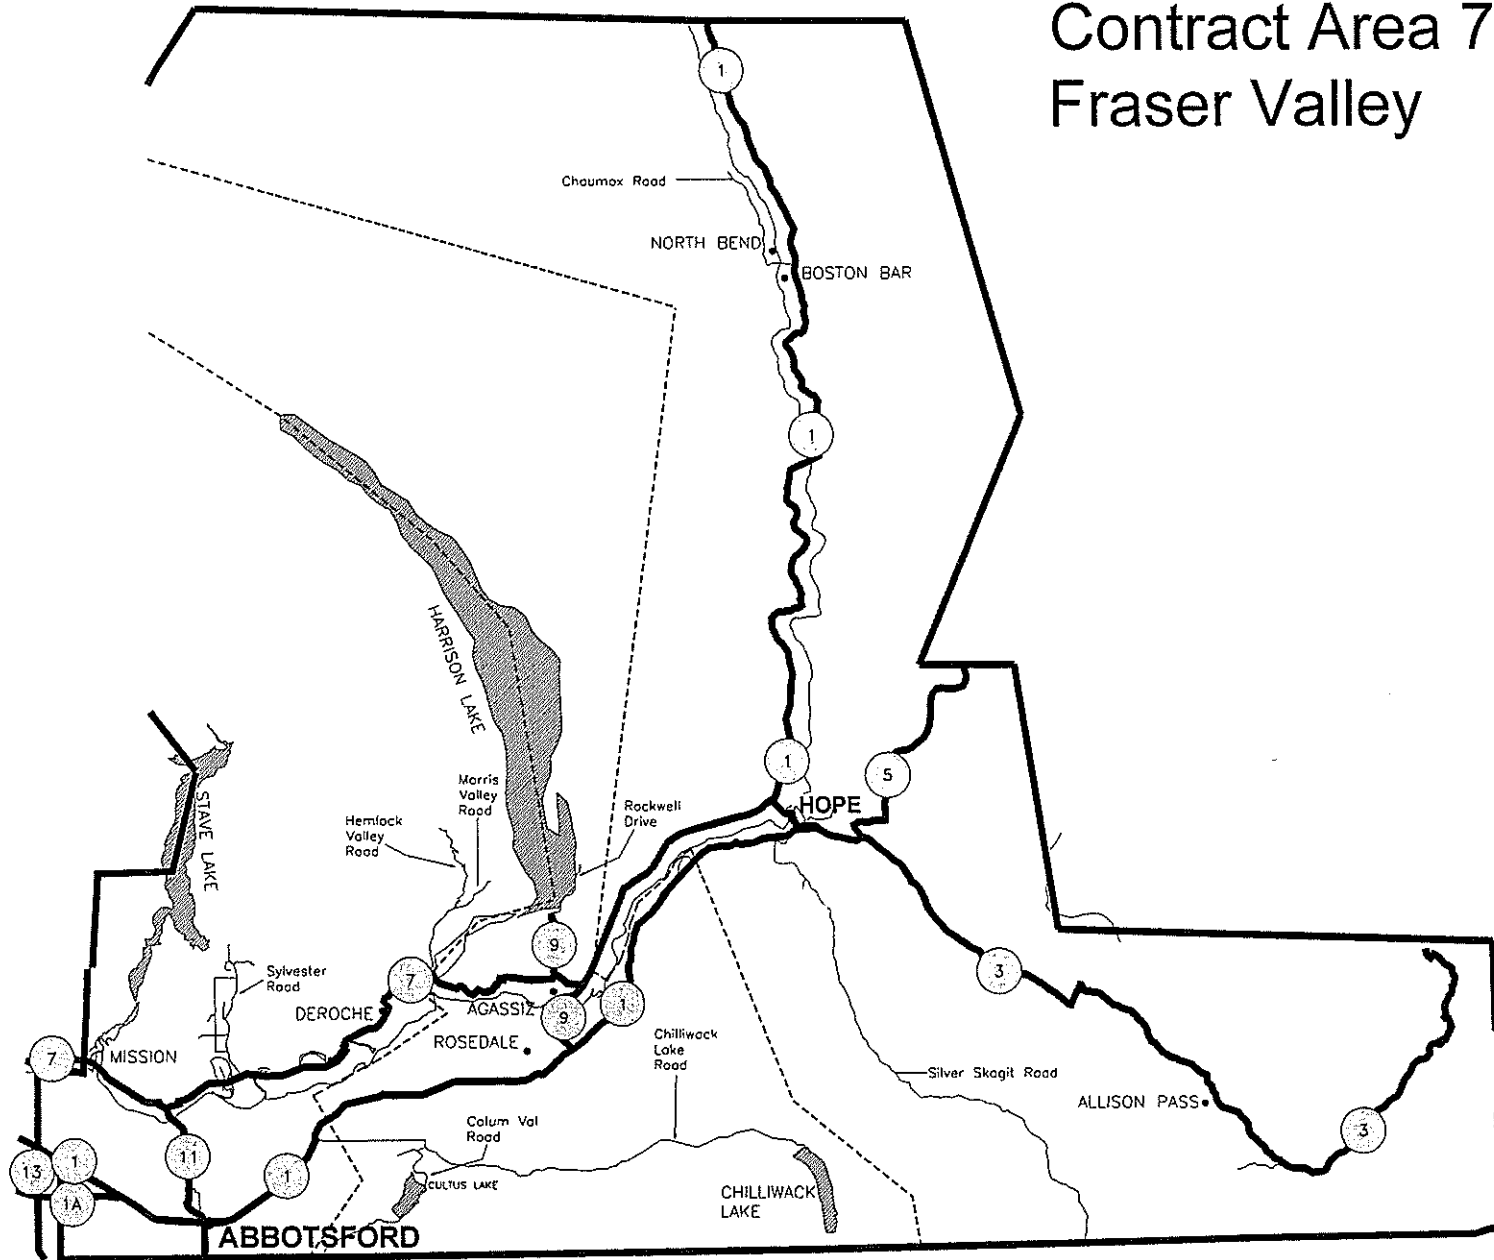 Contract Area 7
Fraser Valley
1
Chaumox Road
NORTH BEND
BOSTON BAR
1
HARRISON LAKE
1
5
HOPE
Morris
Valley
Road
Rockwell
Drive
Hemlock
Valley
Road
STAVE LAKE
9
7
3
Sylvester
Road
DEROCHE
AGASSIZ
9
1
ROSEDALE
Chilliwack
Lake
Road
7
MISSION
Silver Skagit Road
ALLISON PASS
3
Calum Val
Road
11
1
13
1
1A
CULTUS LAKE
CHILLIWACK
LAKE
ABBOTSFORD